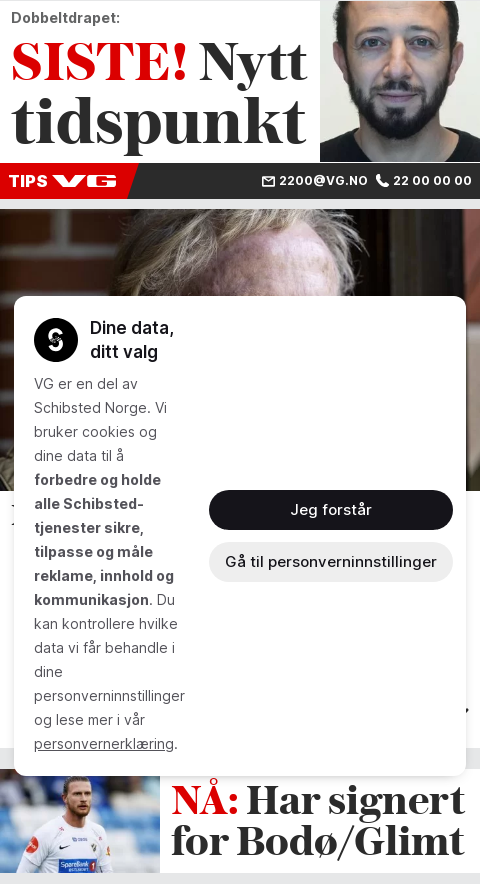 Dobbeltdrapet:
SISTE! Nytt
tidspunkt
TIPS VG
2200@VG.NO 22 00 00 00
Dine data,
ditt valg
VG er en del av
Schibsted Norge. Vi
bruker cookies og
dine data til å
forbedre og holde
alle Schibsted-
tjenester sikre,
tilpasse og måle
reklame, innhold og
kommunikasjon. Du
kan kontrollere hvilke
data vi får behandle i
dine
personverninnstillinger
og lese mer i vår
personvernerklæring.
Jeg forstår
Gå til personverninnstillinger
NÅ: Har signert
for Bodø/Glimt